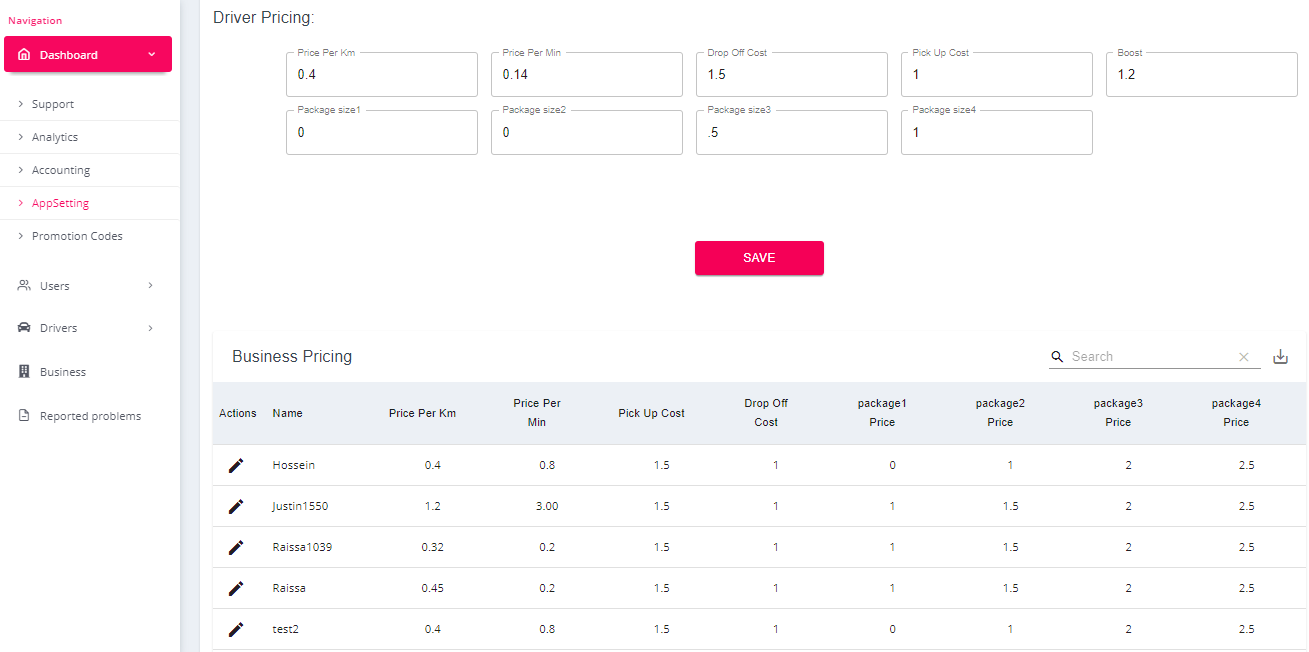 Navigation
Dashboard
Support
Analytics
Accounting
AppSetting
Promotion Codes
Users
Drivers
Business
Reported problems
Driver Pricing:
Price Per Km Price Per Min Drop Off Cost Pick Up Cost Boost
0.4 0.14 1.5 1 1.2
Package size1 Package size2 Package size3 Package size4
0 0 .5 1
SAVE
Business Pricing Search
Actions Name Price Per Km Price Per Min Pick Up Cost Drop Off Cost package1 Price package2 Price package3 Price package4 Price
Hossein 0.4 0.8 1.5 1 0 1 2 2.5
Justin1550 1.2 3.00 1.5 1 1 1.5 2 2.5
Raissa1039 0.32 0.2 1.5 1 1 1.5 2 2.5
Raissa 0.45 0.2 1.5 1 1 1.5 2 2.5
test2 0.4 0.8 1.5 1 0 1 2 2.5